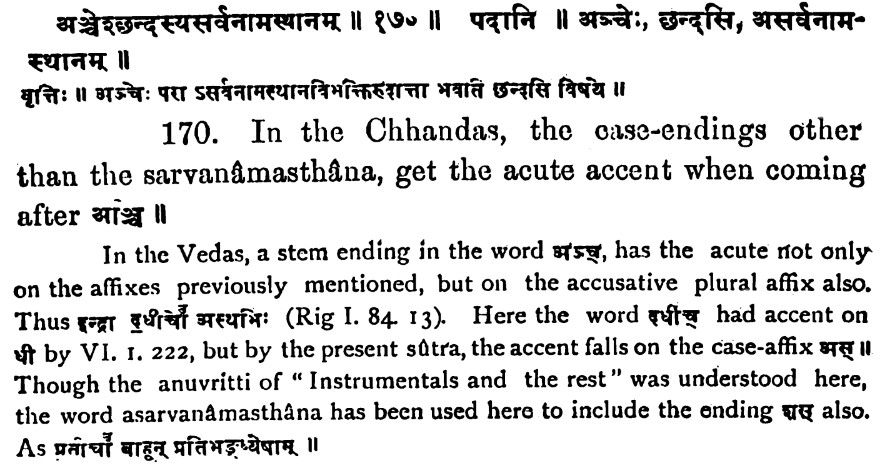 अञ्चेश्छन्दस्यसर्वनामस्थानम् ॥ १७० ॥ पदानि ॥ अञ्चेः, छन्दसि, असर्वनाम-
स्थानम् ॥
वृत्तिः ॥ अञ्चेः परा ऽसर्वनामस्थानविभक्तिरुदात्ता भवति छन्दसि विषये ॥
170. In the Chhandas, the case-endings other
than the sarvanâmasthâna, get the acute accent when coming
after अञ्च ॥
In the Vedas, a stem ending in the word अञ्च्, has the acute not only
on the affixes previously mentioned, but on the accusative plural affix also.
Thus इन्द्रो दधीचो अस्थभिः (Rig I. 84. 13). Here the word दधीच् had accent on
धी by VI. 1. 222, but by the present sûtra, the accent falls on the case-affix अस् ॥
Though the anuvritti of “Instrumentals and the rest” was understood here,
the word asarvanâmasthâna has been used here to include the ending शस् also.
As प्रतीचो बाहून् प्रतिभङ्ध्येषाम् ॥